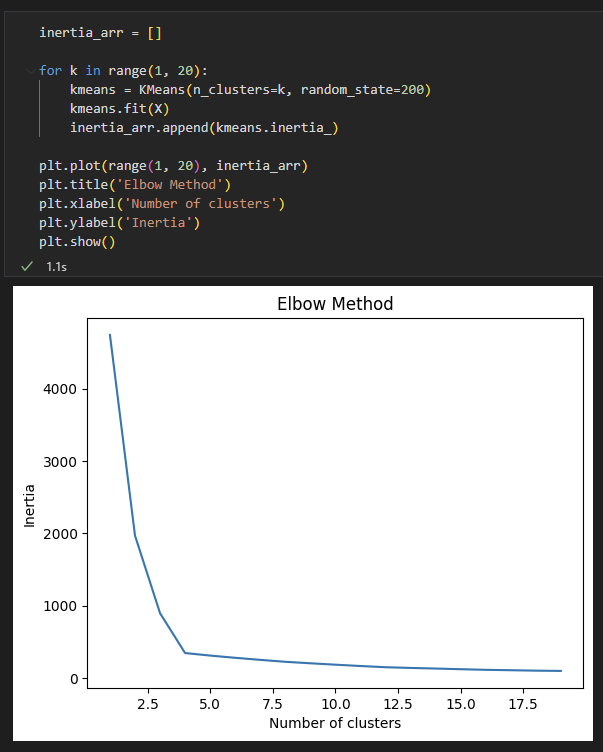 inertia_arr = []
for k in range(1, 20):
kmeans = KMeans(n_clusters=k, random_state=200)
kmeans.fit(X)
inertia_arr.append(kmeans.inertia_)
plt.plot(range(1, 20), inertia_arr)
plt.title('Elbow Method')
plt.xlabel('Number of clusters')
plt.ylabel('Inertia')
plt.show()
1.1s
Elbow Method
4000
3000
2000
1000
0
Inertia
2.5 5.0 7.5 10.0 12.5 15.0 17.5
Number of clusters